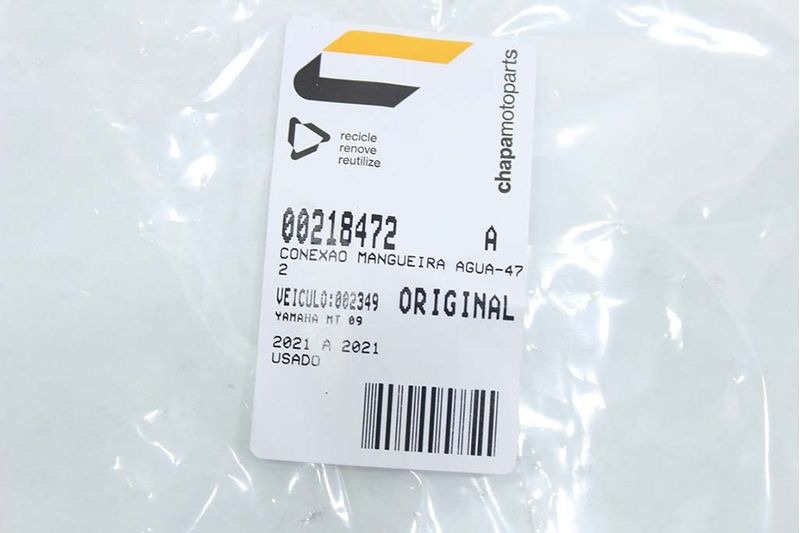 chapamotoparts
recicle
renove
reutilize
00218472 A
CONEXAO MANGUEIRA AGUA-47
2
VEICULO:002349 ORIGINAL
YAMAHA MT 09
2021 A 2021
USADO